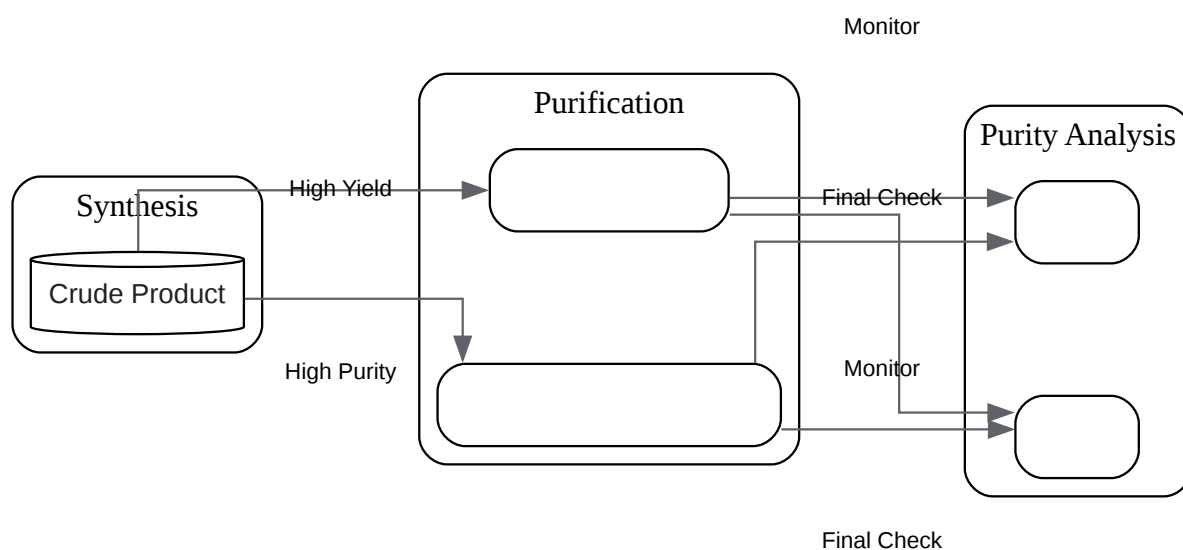 Monitor
Purification
Purity Analysis
High Yield
Final Check
Synthesis
Crude Product
High Purity
Monitor
Final Check